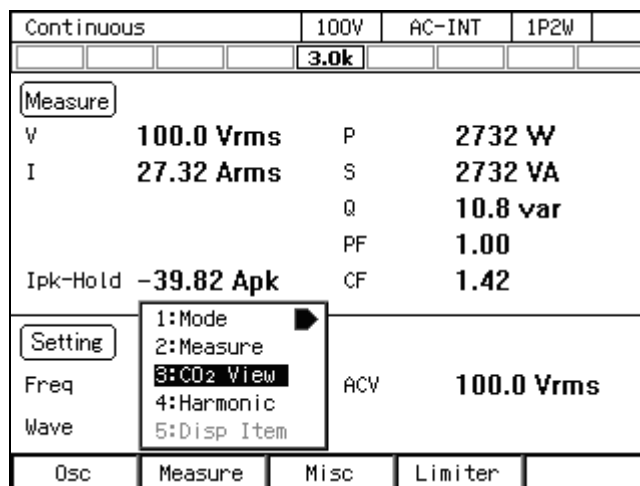 Continuous 100V AC-INT 1P2W
3.0k
Measure
V 100.0 Vrms P 2732 W
I 27.32 Arms S 2732 VA
Q 10.8 var
PF 1.00
Ipk-Hold -39.82 Apk CF 1.42
1:Mode
Setting 2:Measure
3:CO₂ View
Freq ACV 100.0 Vrms
4:Harmonic
Wave 5:Disp Item
Osc Measure Misc Limiter